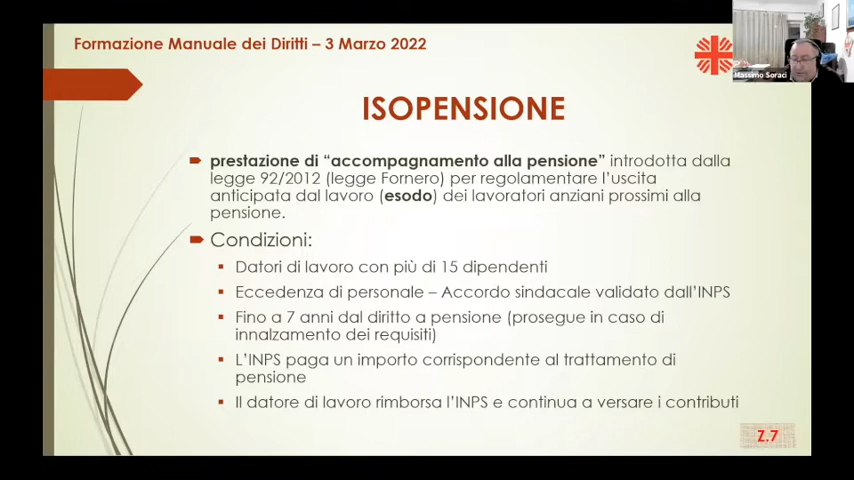 Formazione Manuale dei Diritti – 3 Marzo 2022
Massimo Soraci
ISOPENSIONE
prestazione di “accompagnamento alla pensione” introdotta dalla
legge 92/2012 (legge Fornero) per regolamentare l’uscita
anticipata dal lavoro (esodo) dei lavoratori anziani prossimi alla
pensione.
Condizioni:
Datori di lavoro con più di 15 dipendenti
Eccedenza di personale – Accordo sindacale validato dall’INPS
Fino a 7 anni dal diritto a pensione (prosegue in caso di
innalzamento dei requisiti)
L’INPS paga un importo corrispondente al trattamento di
pensione
Il datore di lavoro rimborsa l’INPS e continua a versare i contributi
Z.7